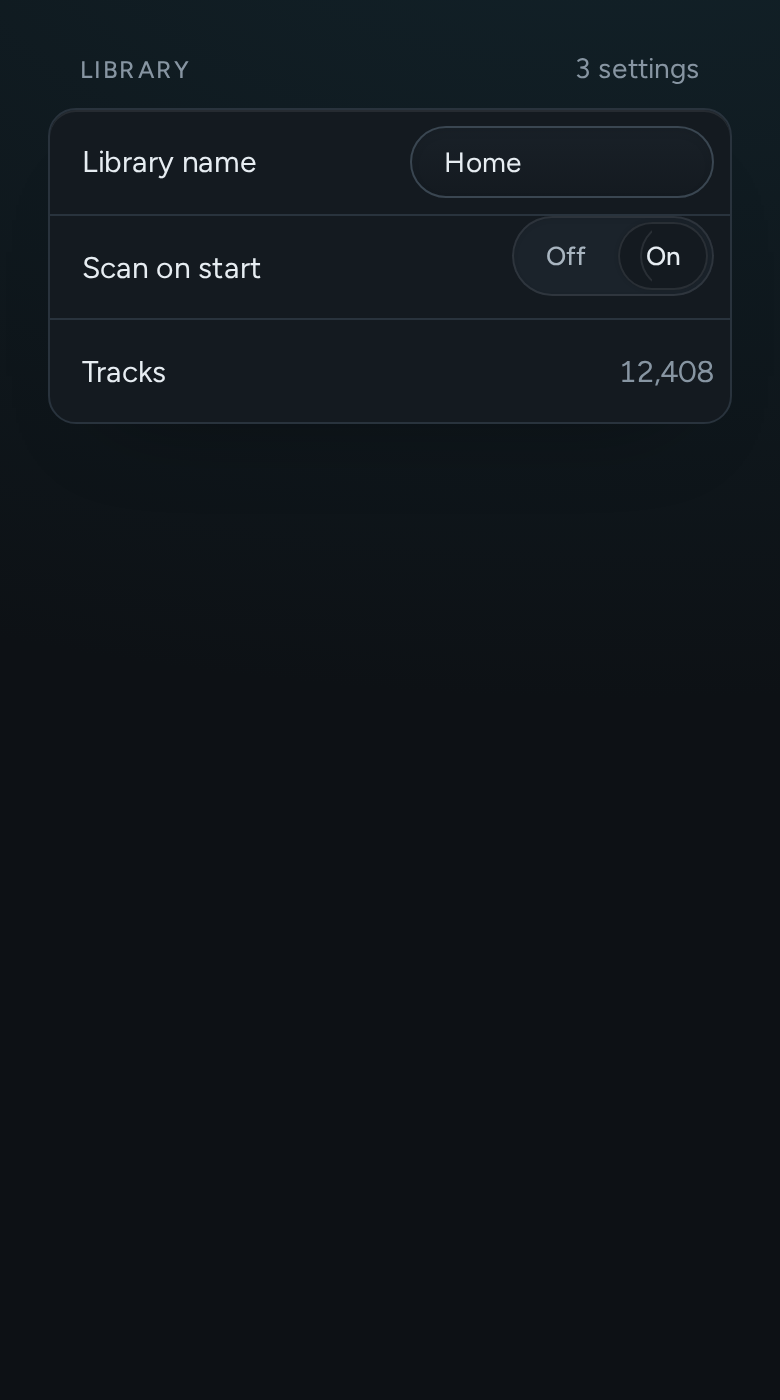 LIBRARY
3 settings
Library name
Home
Scan on start
Off
On
Tracks
12,408